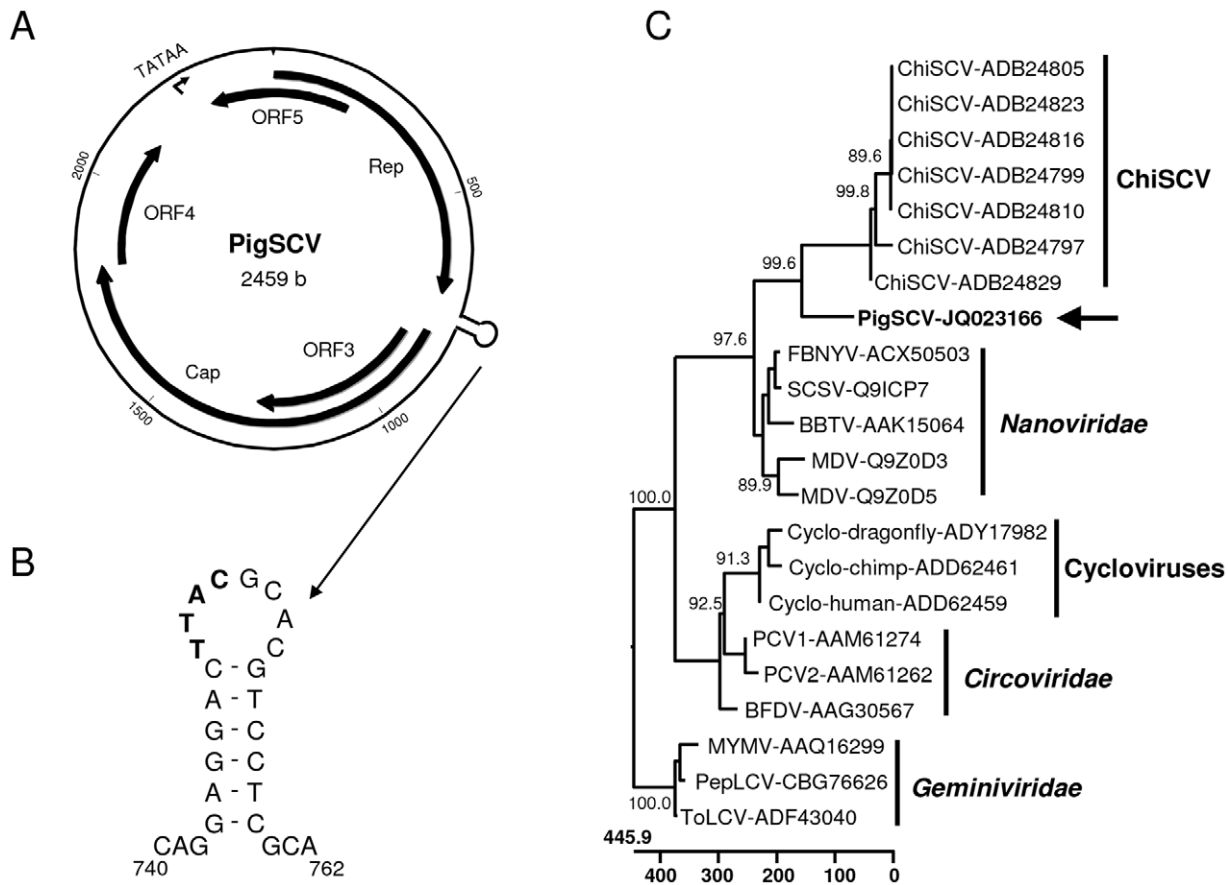 A
TATAA
ORF5
Rep
2000
500
ORF4
PigSCV
2459 b
ORF3
Cap
1500
1000
B
T T A C G C A C
C - G
A - T
G - C
G - C
A - T
G - C
CAG
GCA
740
762
C
ChiSCV-ADB24805
ChiSCV-ADB24823
ChiSCV-ADB24816
89.6
ChiSCV-ADB24799
ChiSCV
99.8
ChiSCV-ADB24810
ChiSCV-ADB24797
99.6
ChiSCV-ADB24829
PigSCV-JQ023166
97.6
FBNYV-ACX50503
SCSV-Q9ICP7
BBTV-AAK15064
Nanoviridae
MDV-Q9Z0D3
89.9
MDV-Q9Z0D5
100.0
Cyclo-dragonfly-ADY17982
91.3
Cyclo-chimp-ADD62461
Cycloviruses
92.5
Cyclo-human-ADD62459
PCV1-AAM61274
PCV2-AAM61262
Circoviridae
BFDV-AAG30567
MYMV-AAQ16299
PepLCV-CBG76626
Geminiviridae
100.0
ToLCV-ADF43040
445.9
400 300 200 100 0